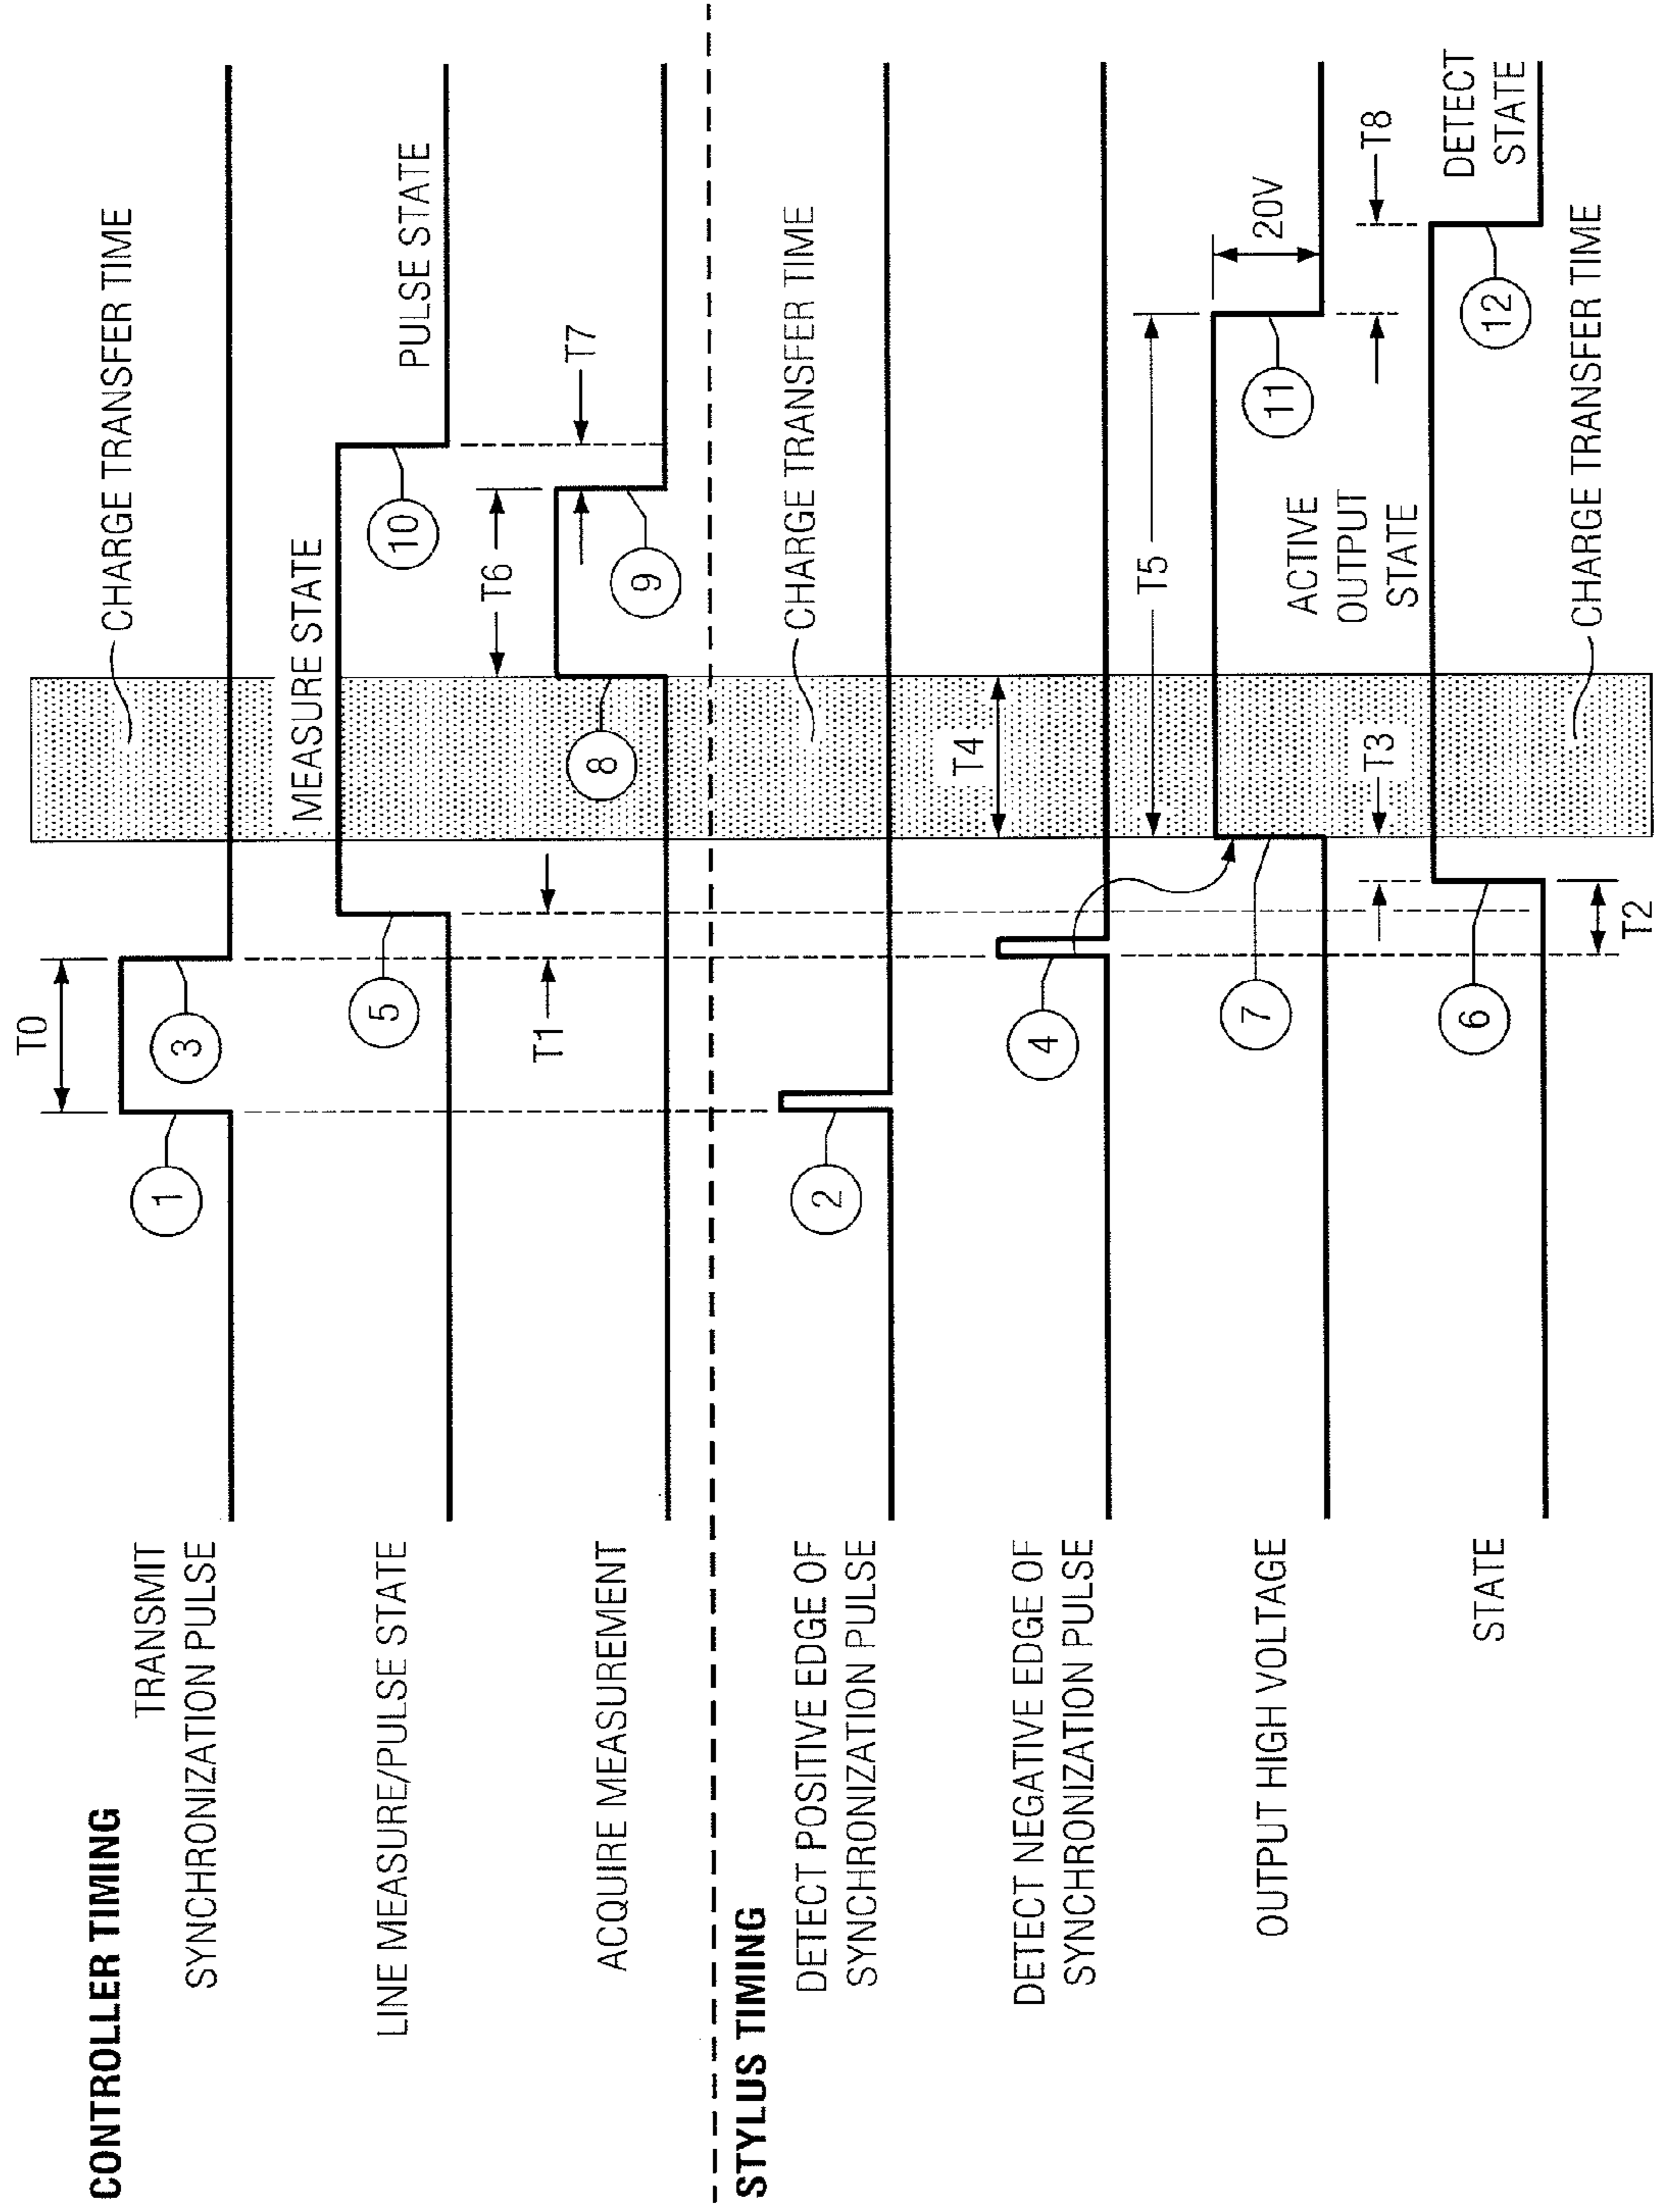 CONTROLLER TIMING
T0
TRANSMIT
SYNCHRONIZATION PULSE
1
3
CHARGE TRANSFER TIME
LINE MEASURE/PULSE STATE
5
MEASURE STATE
10
PULSE STATE
ACQUIRE MEASUREMENT
T1
8
T6
9
T7
STYLUS TIMING
DETECT POSITIVE EDGE OF
SYNCHRONIZATION PULSE
2
CHARGE TRANSFER TIME
DETECT NEGATIVE EDGE OF
SYNCHRONIZATION PULSE
4
T4
OUTPUT HIGH VOLTAGE
7
T5
11
20V
STATE
6
T3
ACTIVE
OUTPUT
STATE
12
T8
DETECT
STATE
T2
CHARGE TRANSFER TIME